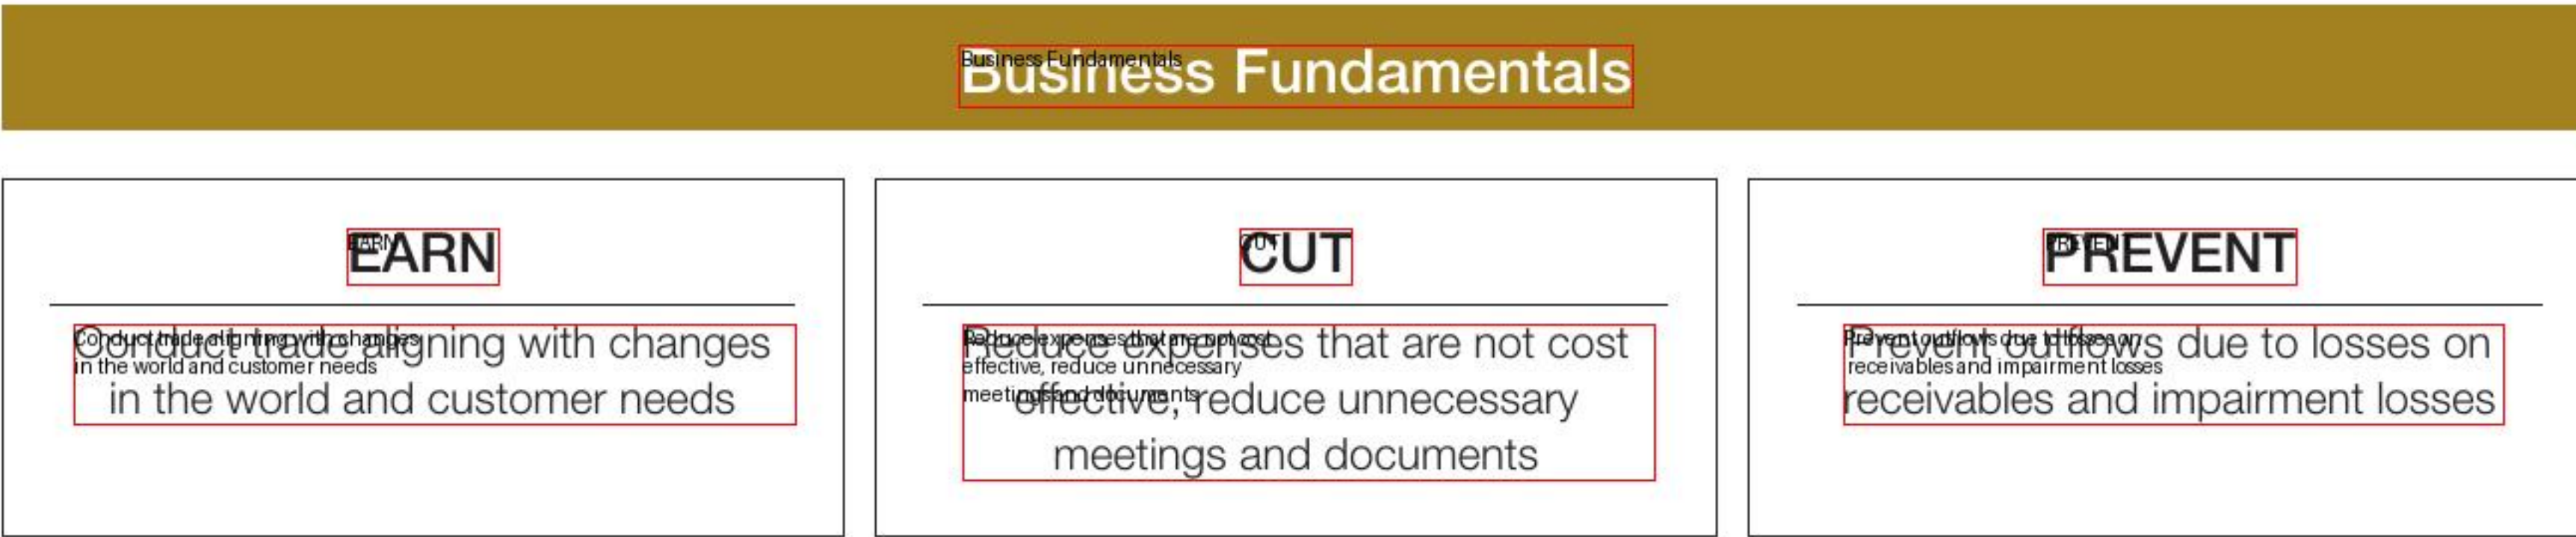 Business Fundamentals
EARN
Conduct trade aligning with changes
in the world and customer needs
CUT
Reduce expenses that are not cost
effective, reduce unnecessary
meetings and documents
PREVENT
Prevent outflows due to losses on
receivables and impairment losses